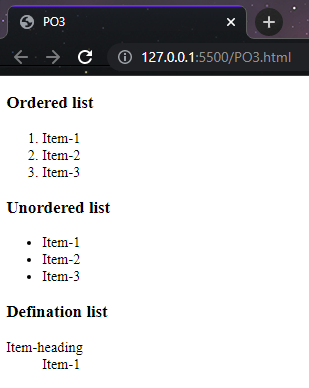 PO3
127.0.0.1:5500/PO3.html
Ordered list
1. Item-1
2. Item-2
3. Item-3
Unordered list
• Item-1
• Item-2
• Item-3
Defination list
Item-heading
Item-1